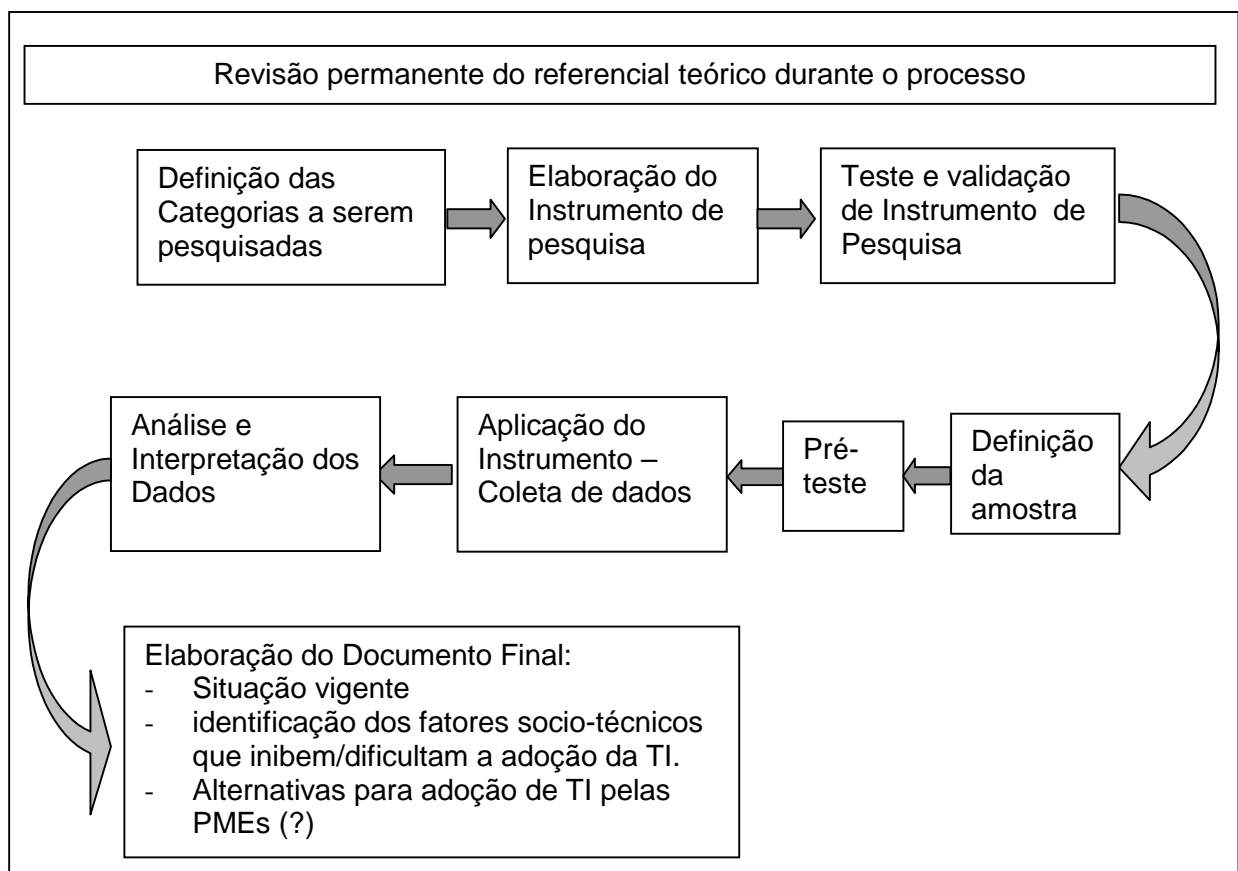 Revisão permanente do referencial teórico durante o processo
Definição das
Categorias a serem
pesquisadas
Elaboração do
Instrumento de
pesquisa
Teste e validação
de Instrumento de
Pesquisa
Definição
da
amostra
Pré-
teste
Aplicação do
Instrumento –
Coleta de dados
Análise e
Interpretação dos
Dados
Elaboração do Documento Final:
- Situação vigente
- identificação dos fatores socio-técnicos
que inibem/dificultam a adoção da TI.
- Alternativas para adoção de TI pelas
PMEs (?)